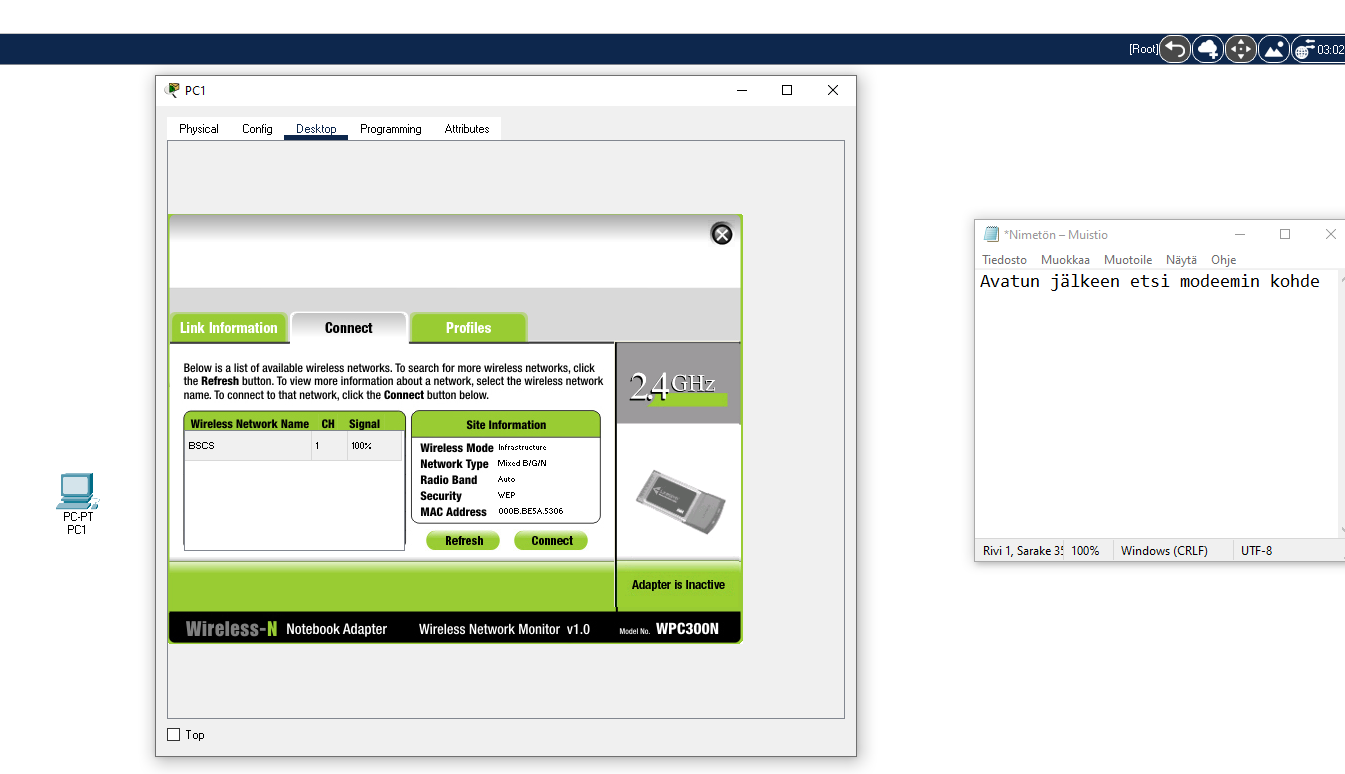 [Root] 03:02
PC1
Physical Config Desktop Programming Attributes
Link Information Connect Profiles
Below is a list of available wireless networks. To search for more wireless networks, click
the Refresh button. To view more information about a network, select the wireless network
name. To connect to that network, click the Connect button below.
2.4GHz
Wireless Network Name CH Signal
BSCS 1 100%
Site Information
Wireless Mode Infrastructure
Network Type Mixed B/G/N
Radio Band Auto
Security WEP
MAC Address 000B.BE5A.5306
Refresh Connect
Adapter is Inactive
Wireless-N Notebook Adapter Wireless Network Monitor v1.0 Model No. WPC300N
Top
PC-PT
PC1
*Nimetön – Muistio
Tiedosto Muokkaa Muotoile Näytä Ohje
Avatun jälkeen etsi modeemin kohde
Rivi 1, Sarake 35 100% Windows (CRLF) UTF-8